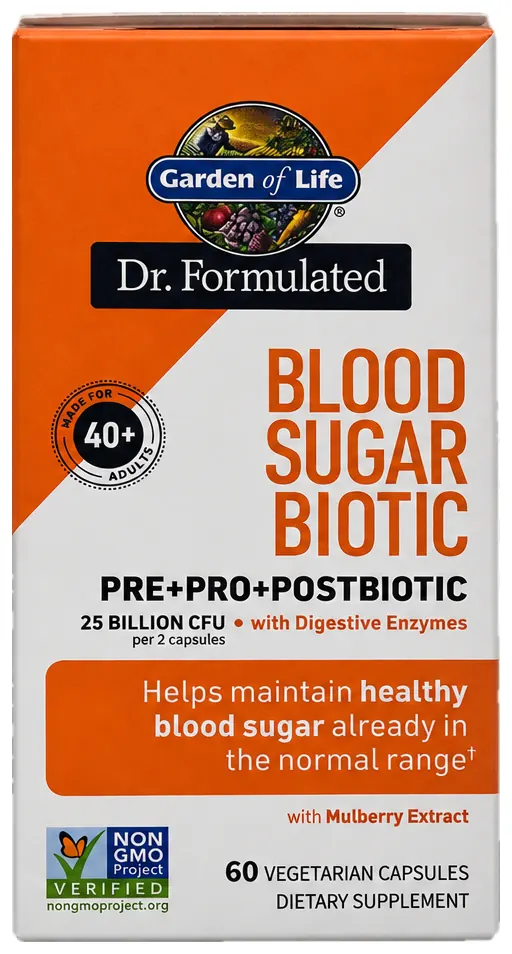 Garden of Life
®
Dr. Formulated
BLOOD
SUGAR
BIOTIC
MADE FOR
40+
ADULTS
PRE+PRO+POSTBIOTIC
25 BILLION CFU • with Digestive Enzymes
per 2 capsules
Helps maintain healthy
blood sugar already in
the normal range†
with Mulberry Extract
NON
GMO
Project
VERIFIED
nongmoproject.org
60 VEGETARIAN CAPSULES
DIETARY SUPPLEMENT